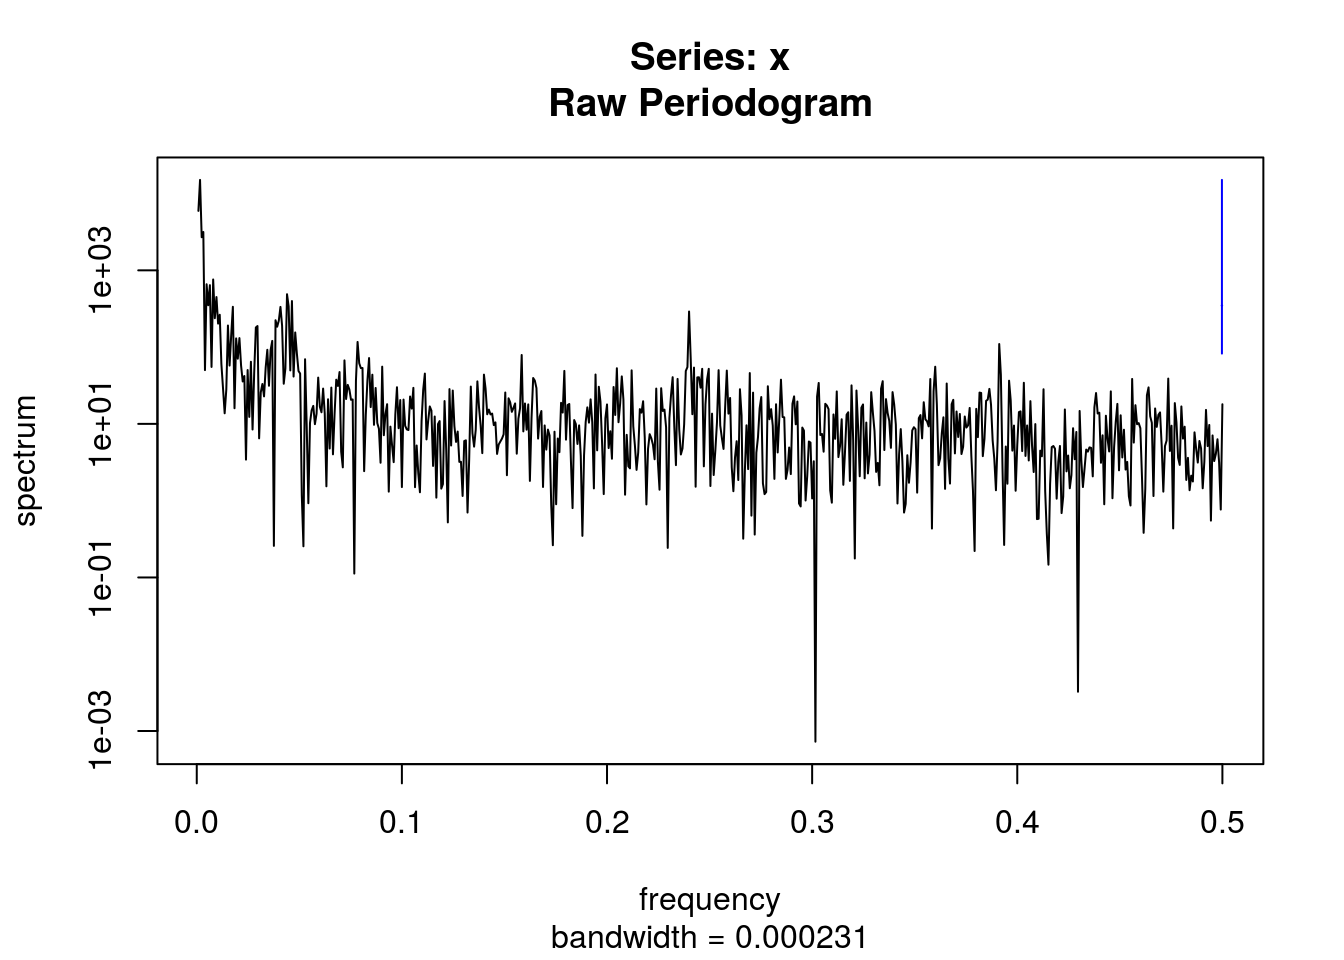 Series: x
Raw Periodogram
spectrum
1e+03
1e+01
1e-01
1e-03
0.0 0.1 0.2 0.3 0.4 0.5
frequency
bandwidth = 0.000231